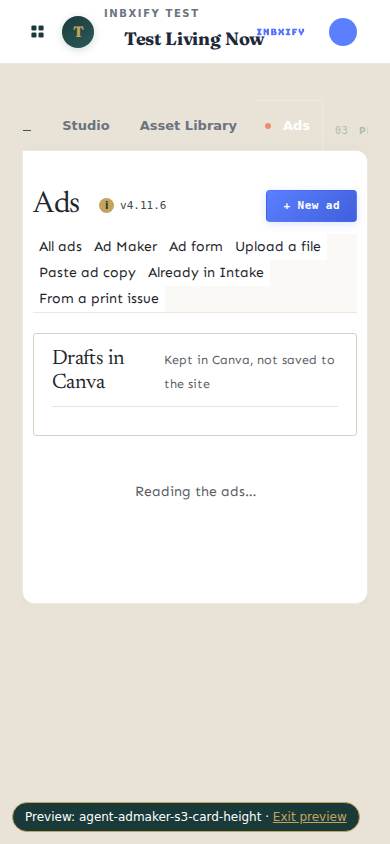 INBXIFY TEST
T
Test Living Now
INBXIFY
Studio
Asset Library
Ads
03
Ads
i
v4.11.6
+ New ad
All ads
Ad Maker
Ad form
Upload a file
Paste ad copy
Already in Intake
From a print issue
Drafts in
Canva
Kept in Canva, not saved to
the site
Reading the ads...
Preview: agent-admaker-s3-card-height · Exit preview